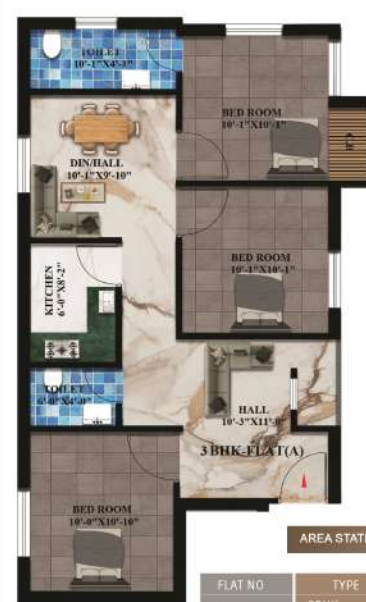 TOILET
10'-1"X4'-1"
BED ROOM
10'-1"X10'-1"
DIN/HALL
10'-1"X9'-10"
BED ROOM
10'-1"X10'-1"
KITCHEN
6'-0"X8'-2"
TOILET
6'-0"X4'-0"
HALL
10'-3"X11'-0"
3 BHK-FLAT(A)
BED ROOM
10'-0"X10'-10"
AREA STATE
FLAT NO
TYPE